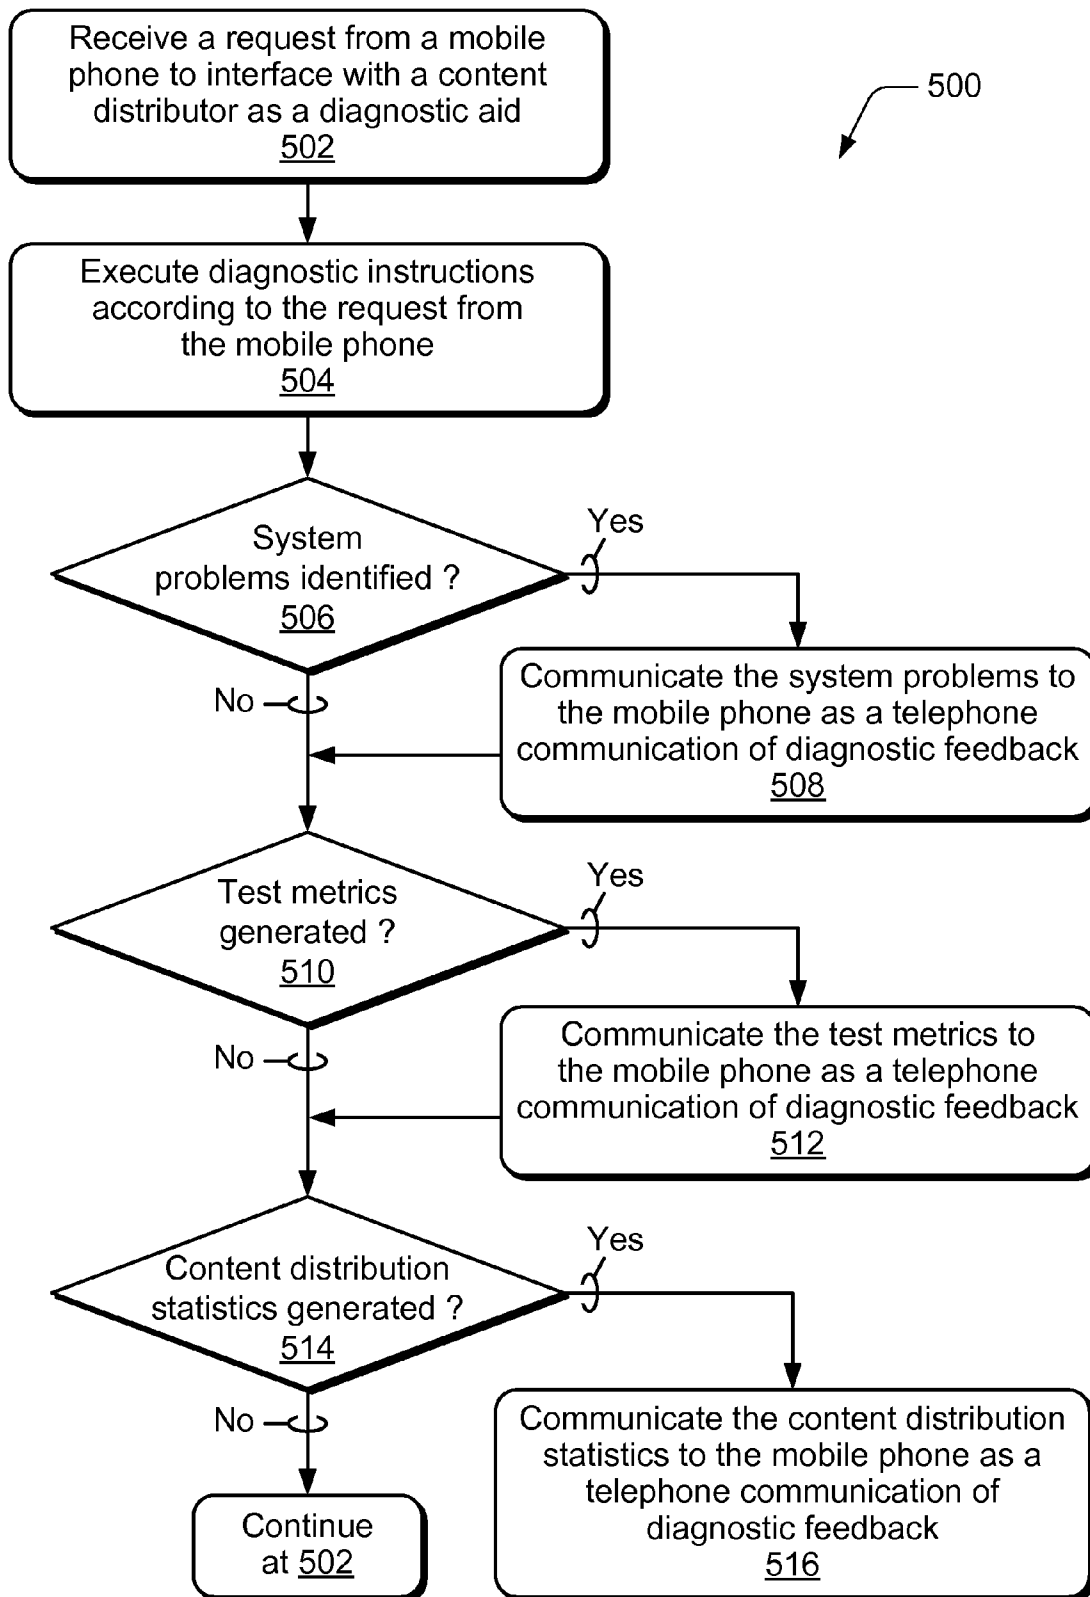 Receive a request from a mobile
phone to interface with a content
distributor as a diagnostic aid
502
500
Execute diagnostic instructions
according to the request from
the mobile phone
504
System
problems identified ?
506
Yes
No
Communicate the system problems to
the mobile phone as a telephone
communication of diagnostic feedback
508
Test metrics
generated ?
510
Yes
No
Communicate the test metrics to
the mobile phone as a telephone
communication of diagnostic feedback
512
Content distribution
statistics generated ?
514
Yes
No
Communicate the content distribution
statistics to the mobile phone as a
telephone communication of
diagnostic feedback
516
Continue
at 502